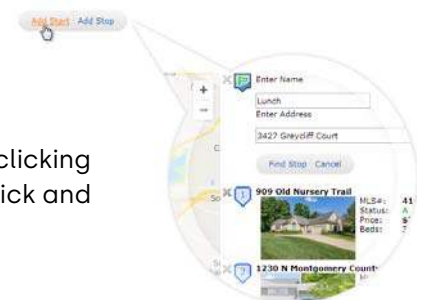 Add Start Add Stop
Enter Name
Lunch
Enter Address
3427 Greycliff Court
Find Stop Cancel
clicking
ick and
909 Old Nursery Trail
MLS#: 41
Status: A
Price: $
Beds:
1230 N Montgomery County